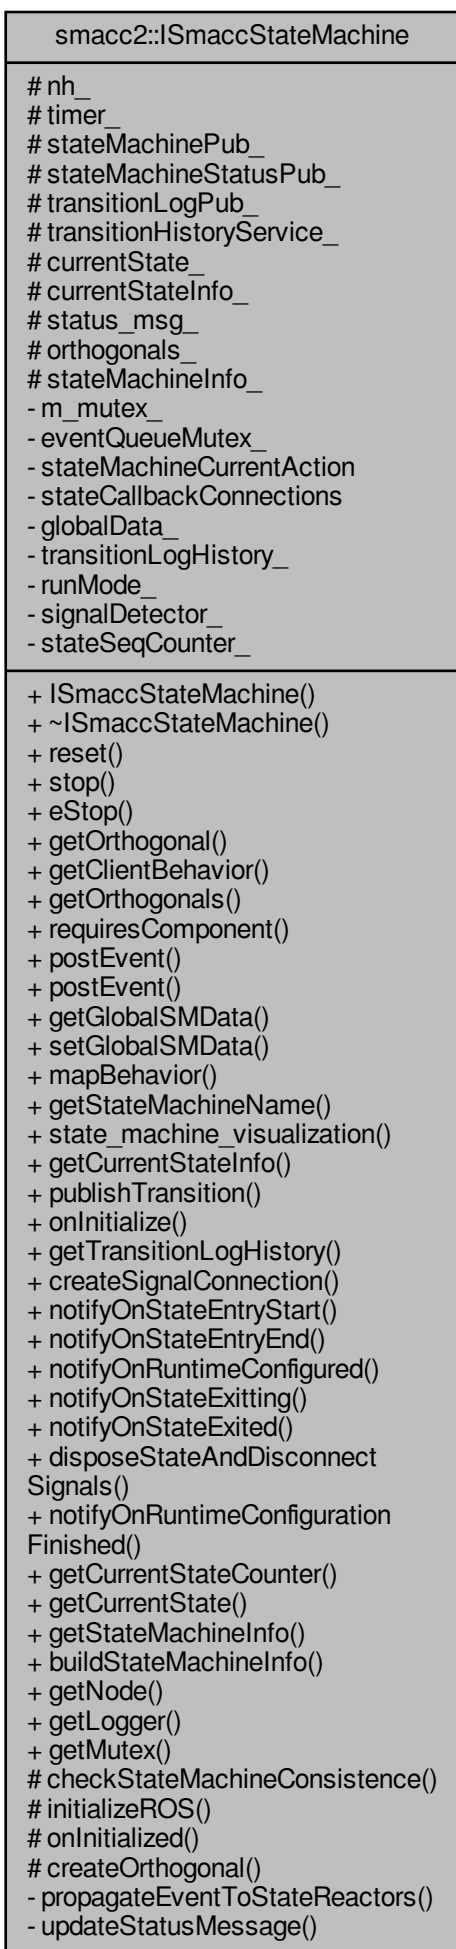 smacc2::ISmaccStateMachine
# nh_
# timer_
# stateMachinePub_
# stateMachineStatusPub_
# transitionLogPub_
# transitionHistoryService_
# currentState_
# currentStateInfo_
# status_msg_
# orthogonals_
# stateMachineInfo_
- m_mutex_
- eventQueueMutex_
- stateMachineCurrentAction
- stateCallbackConnections
- globalData_
- transitionLogHistory_
- runMode_
- signalDetector_
- stateSeqCounter_
+ ISmaccStateMachine()
+ ~ISmaccStateMachine()
+ reset()
+ stop()
+ eStop()
+ getOrthogonal()
+ getClientBehavior()
+ getOrthogonals()
+ requiresComponent()
+ postEvent()
+ postEvent()
+ getGlobalSMData()
+ setGlobalSMData()
+ mapBehavior()
+ getStateMachineName()
+ state_machine_visualization()
+ getCurrentStateInfo()
+ publishTransition()
+ onInitialize()
+ getTransitionLogHistory()
+ createSignalConnection()
+ notifyOnStateEntryStart()
+ notifyOnStateEntryEnd()
+ notifyOnRuntimeConfigured()
+ notifyOnStateExitting()
+ notifyOnStateExited()
+ disposeStateAndDisconnect
Signals()
+ notifyOnRuntimeConfiguration
Finished()
+ getCurrentStateCounter()
+ getCurrentState()
+ getStateMachineInfo()
+ buildStateMachineInfo()
+ getNode()
+ getLogger()
+ getMutex()
# checkStateMachineConsistence()
# initializeROS()
# onInitialized()
# createOrthogonal()
- propagateEventToStateReactors()
- updateStatusMessage()